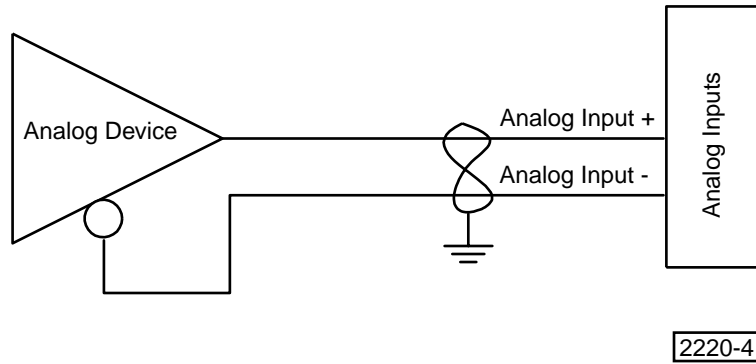 Analog Device
Analog Input +
Analog Input -
Analog Inputs
2220-4